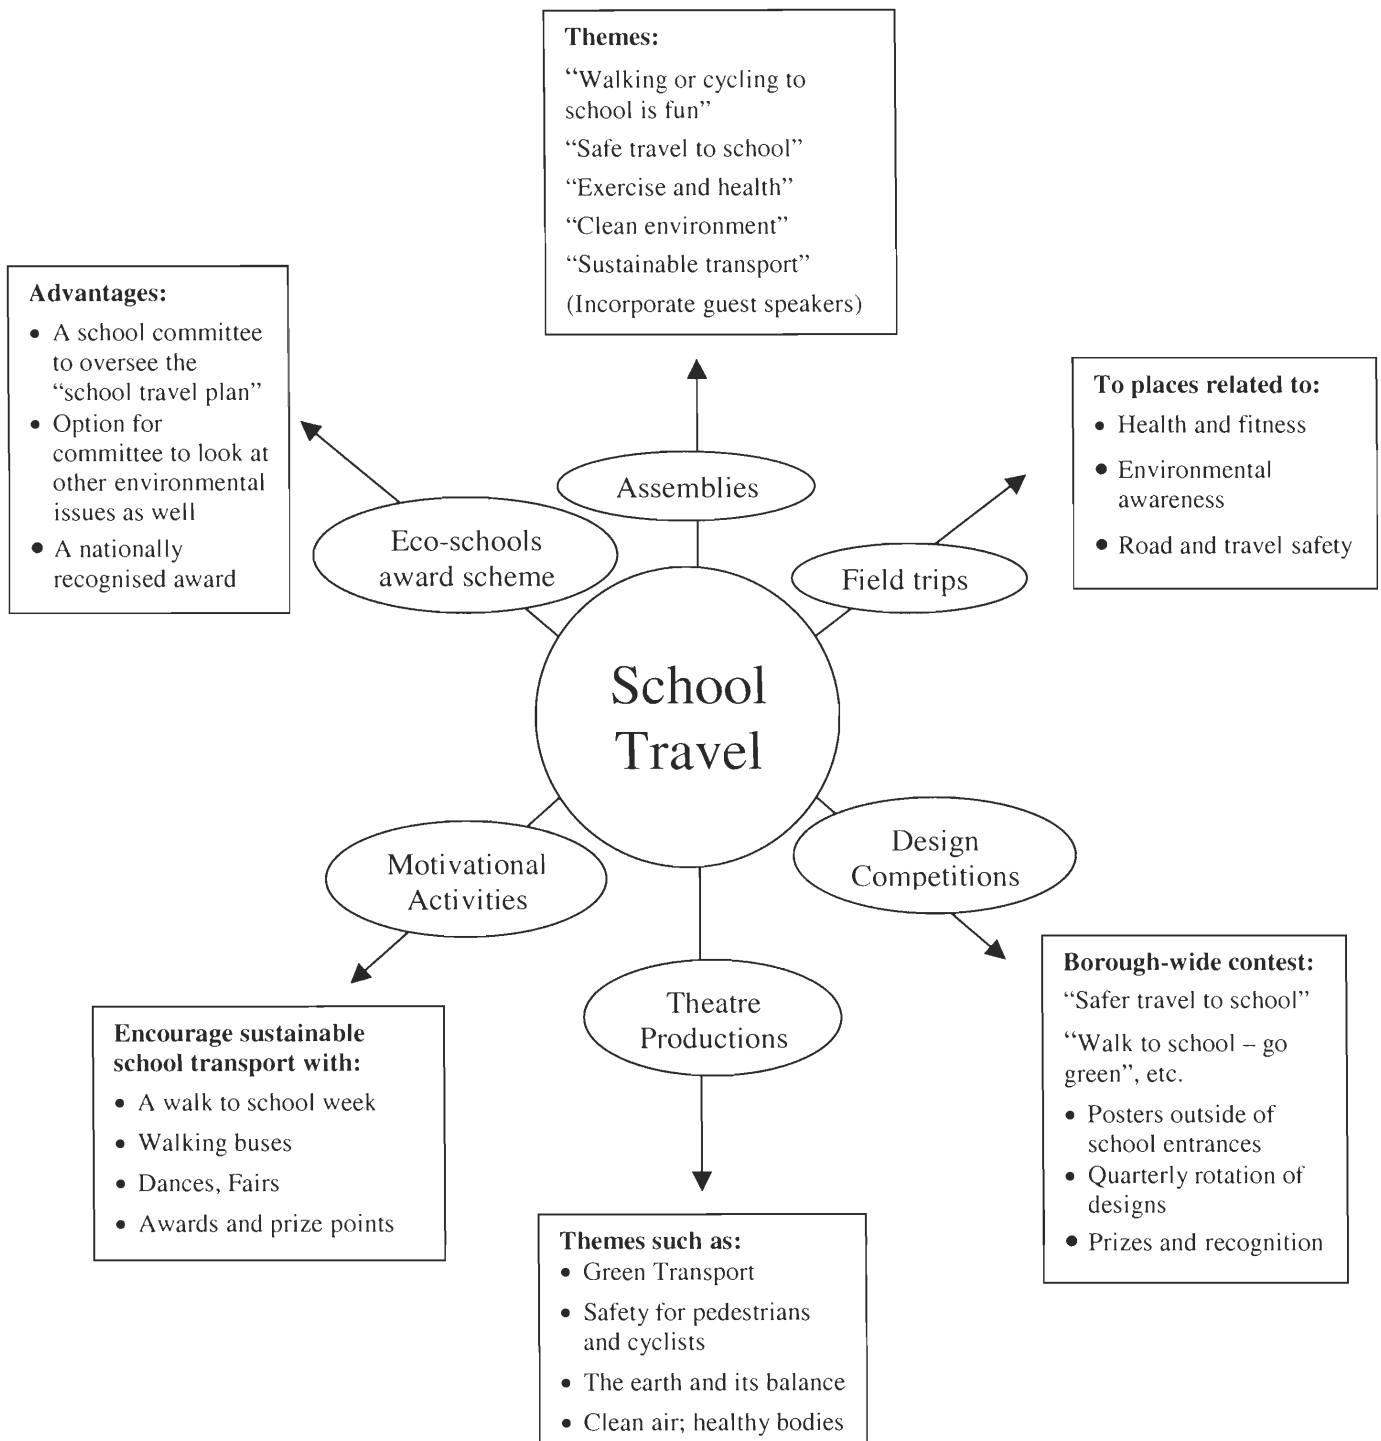 Themes:
“Walking or cycling to
school is fun”
“Safe travel to school”
“Exercise and health”
“Clean environment”
“Sustainable transport”
(Incorporate guest speakers)
Advantages:
• A school committee
to oversee the
“school travel plan”
• Option for
committee to look at
other environmental
issues as well
• A nationally
recognised award
To places related to:
• Health and fitness
• Environmental
awareness
• Road and travel safety
Assemblies
Eco-schools
award scheme
Field trips
School
Travel
Motivational
Activities
Design
Competitions
Theatre
Productions
Encourage sustainable
school transport with:
• A walk to school week
• Walking buses
• Dances, Fairs
• Awards and prize points
Borough-wide contest:
“Safer travel to school”
“Walk to school – go
green”, etc.
• Posters outside of
school entrances
• Quarterly rotation of
designs
• Prizes and recognition
Themes such as:
• Green Transport
• Safety for pedestrians
and cyclists
• The earth and its balance
• Clean air; healthy bodies